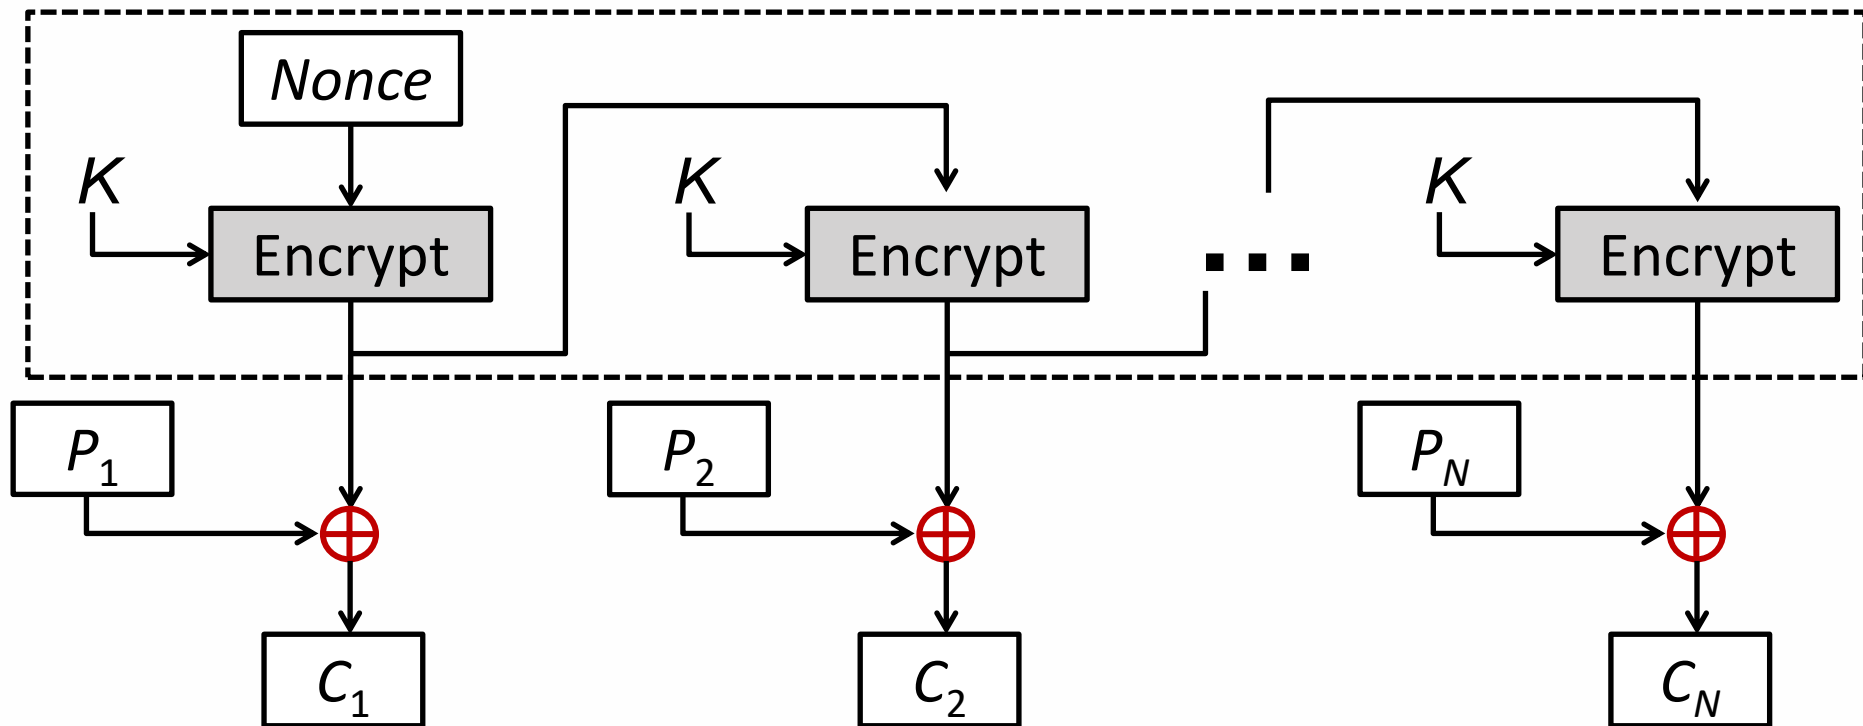 Nonce
K K K
Encrypt Encrypt Encrypt
P1 P2 PN
C1 C2 CN